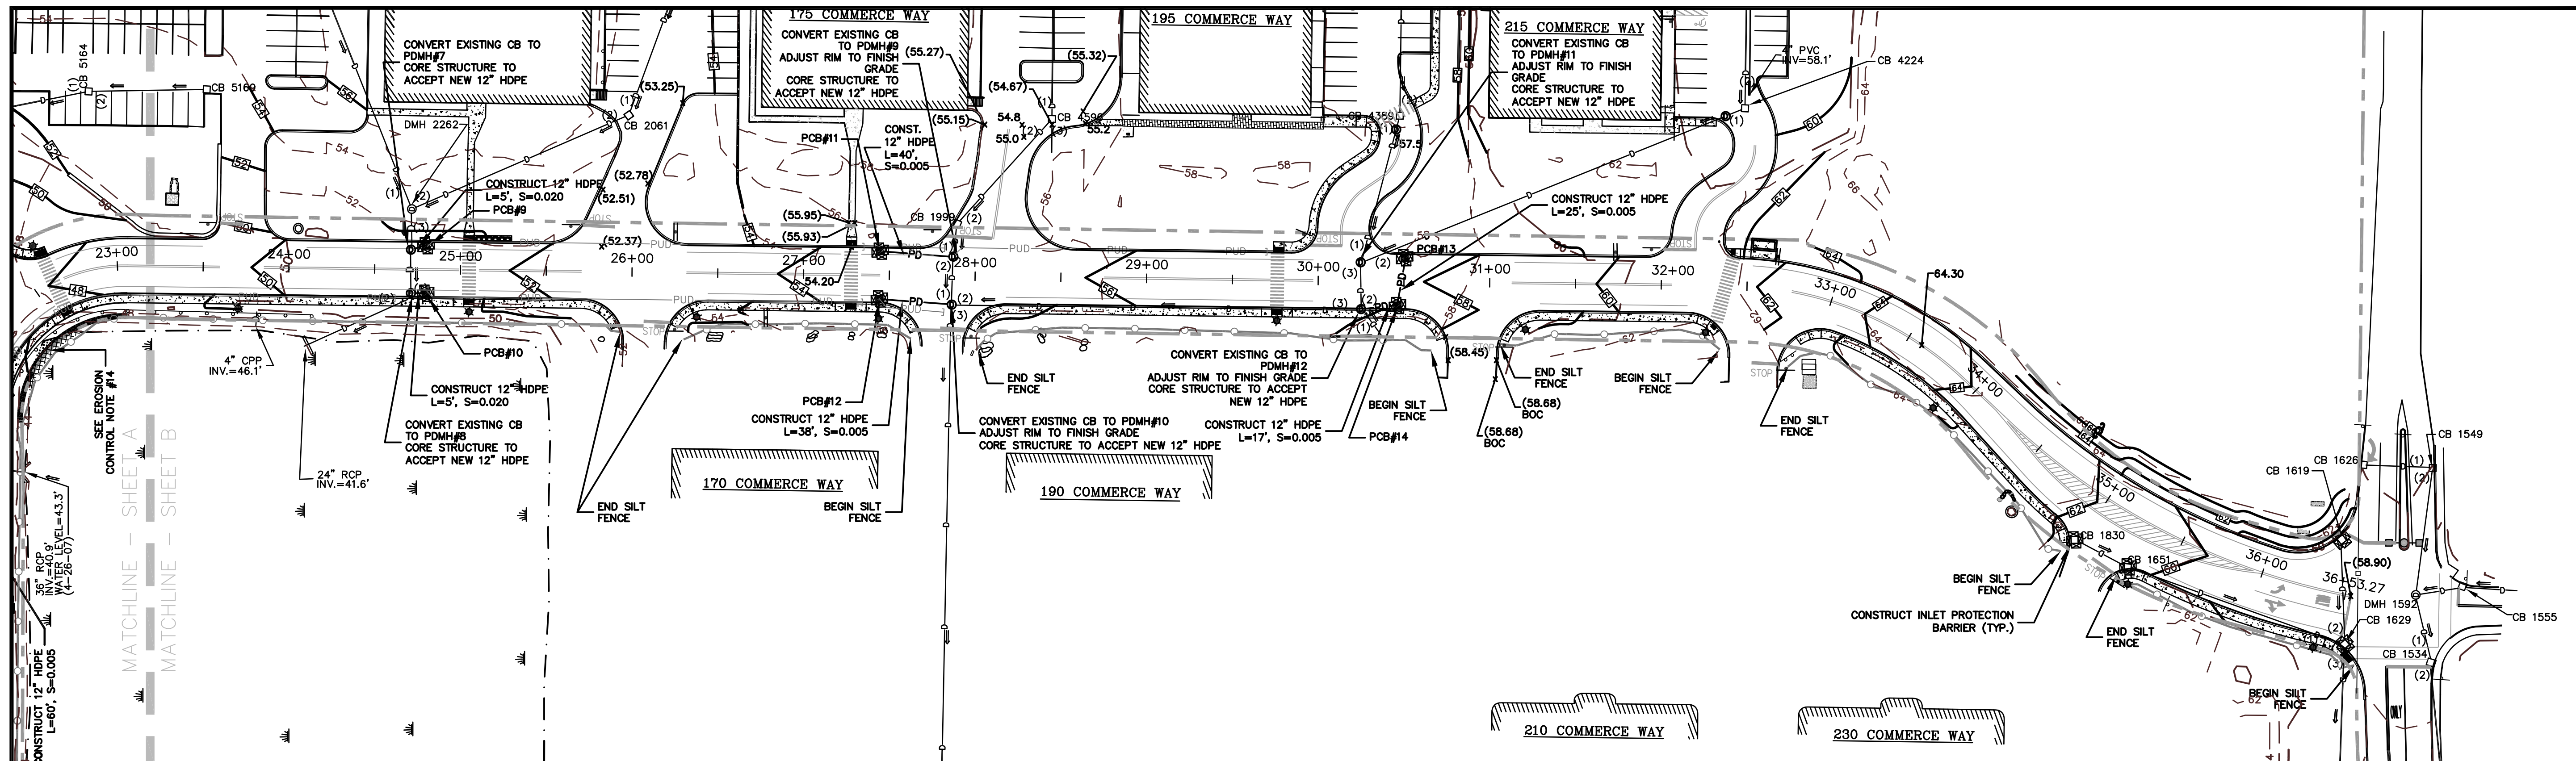 175 COMMERCE WAY
195 COMMERCE WAY
215 COMMERCE WAY
CONVERT EXISTING CB TO
PDMH#7
CORE STRUCTURE TO
ACCEPT NEW 12" HDPE
CONVERT EXISTING CB
TO PDMH#9
ADJUST RIM TO FINISH
GRADE
CORE STRUCTURE TO
ACCEPT NEW 12" HDPE
CONVERT EXISTING CB
TO PDMH#11
ADJUST RIM TO FINISH
GRADE
CORE STRUCTURE TO
ACCEPT NEW 12" HDPE
4" PVC
INV=58.1'
CB 4224
CB 5164
CB 5169
DMH 2262
CB 2061
(53.25)
(55.27)
(55.15)
(54.67)
(55.32)
54.8
55.0
55.2
CB 4596
CB 4369
57.5
PCB#11
CONST.
12" HDPE
L=40',
S=0.005
CONSTRUCT 12" HDPE
L=5', S=0.020
PCB#9
(52.78)
(52.51)
(52.37)
(55.95)
(55.93)
54.20
CB 1999
CONSTRUCT 12" HDPE
L=25', S=0.005
PCB#13
64.30
23+00
24+00
25+00
26+00
27+00
28+00
29+00
30+00
31+00
32+00
33+00
34+00
35+00
36+00
36+53.27
PUD
PD
STOP
4" CPP
INV.=46.1'
PCB#10
CONSTRUCT 12" HDPE
L=5', S=0.020
CONVERT EXISTING CB
TO PDMH#8
CORE STRUCTURE TO
ACCEPT NEW 12" HDPE
24" RCP
INV.=41.6'
SEE EROSION
CONTROL NOTE #14
MATCHLINE - SHEET A
MATCHLINE - SHEET B
36" RCP
INV.=40.9'
WATER LEVEL=43.3'
(4-26-07)
CONSTRUCT 12" HDPE
L=60', S=0.005
END SILT
FENCE
PCB#12
CONSTRUCT 12" HDPE
L=38', S=0.005
170 COMMERCE WAY
BEGIN SILT
FENCE
END SILT
FENCE
CONVERT EXISTING CB TO PDMH#10
ADJUST RIM TO FINISH GRADE
CORE STRUCTURE TO ACCEPT NEW 12" HDPE
190 COMMERCE WAY
CONVERT EXISTING CB TO
PDMH#12
ADJUST RIM TO FINISH GRADE
CORE STRUCTURE TO ACCEPT
NEW 12" HDPE
CONSTRUCT 12" HDPE
L=17', S=0.005
PCB#14
BEGIN SILT
FENCE
(58.45)
(58.68)
BOC
(58.68)
BOC
END SILT
FENCE
BEGIN SILT
FENCE
END SILT
FENCE
CB 1549
CB 1626
CB 1619
CB 1830
CB 1651
(58.90)
DMH 1592
CB 1629
CB 1555
CB 1534
BEGIN SILT
FENCE
CONSTRUCT INLET PROTECTION
BARRIER (TYP.)
END SILT
FENCE
BEGIN SILT
FENCE
ONLY
210 COMMERCE WAY
230 COMMERCE WAY